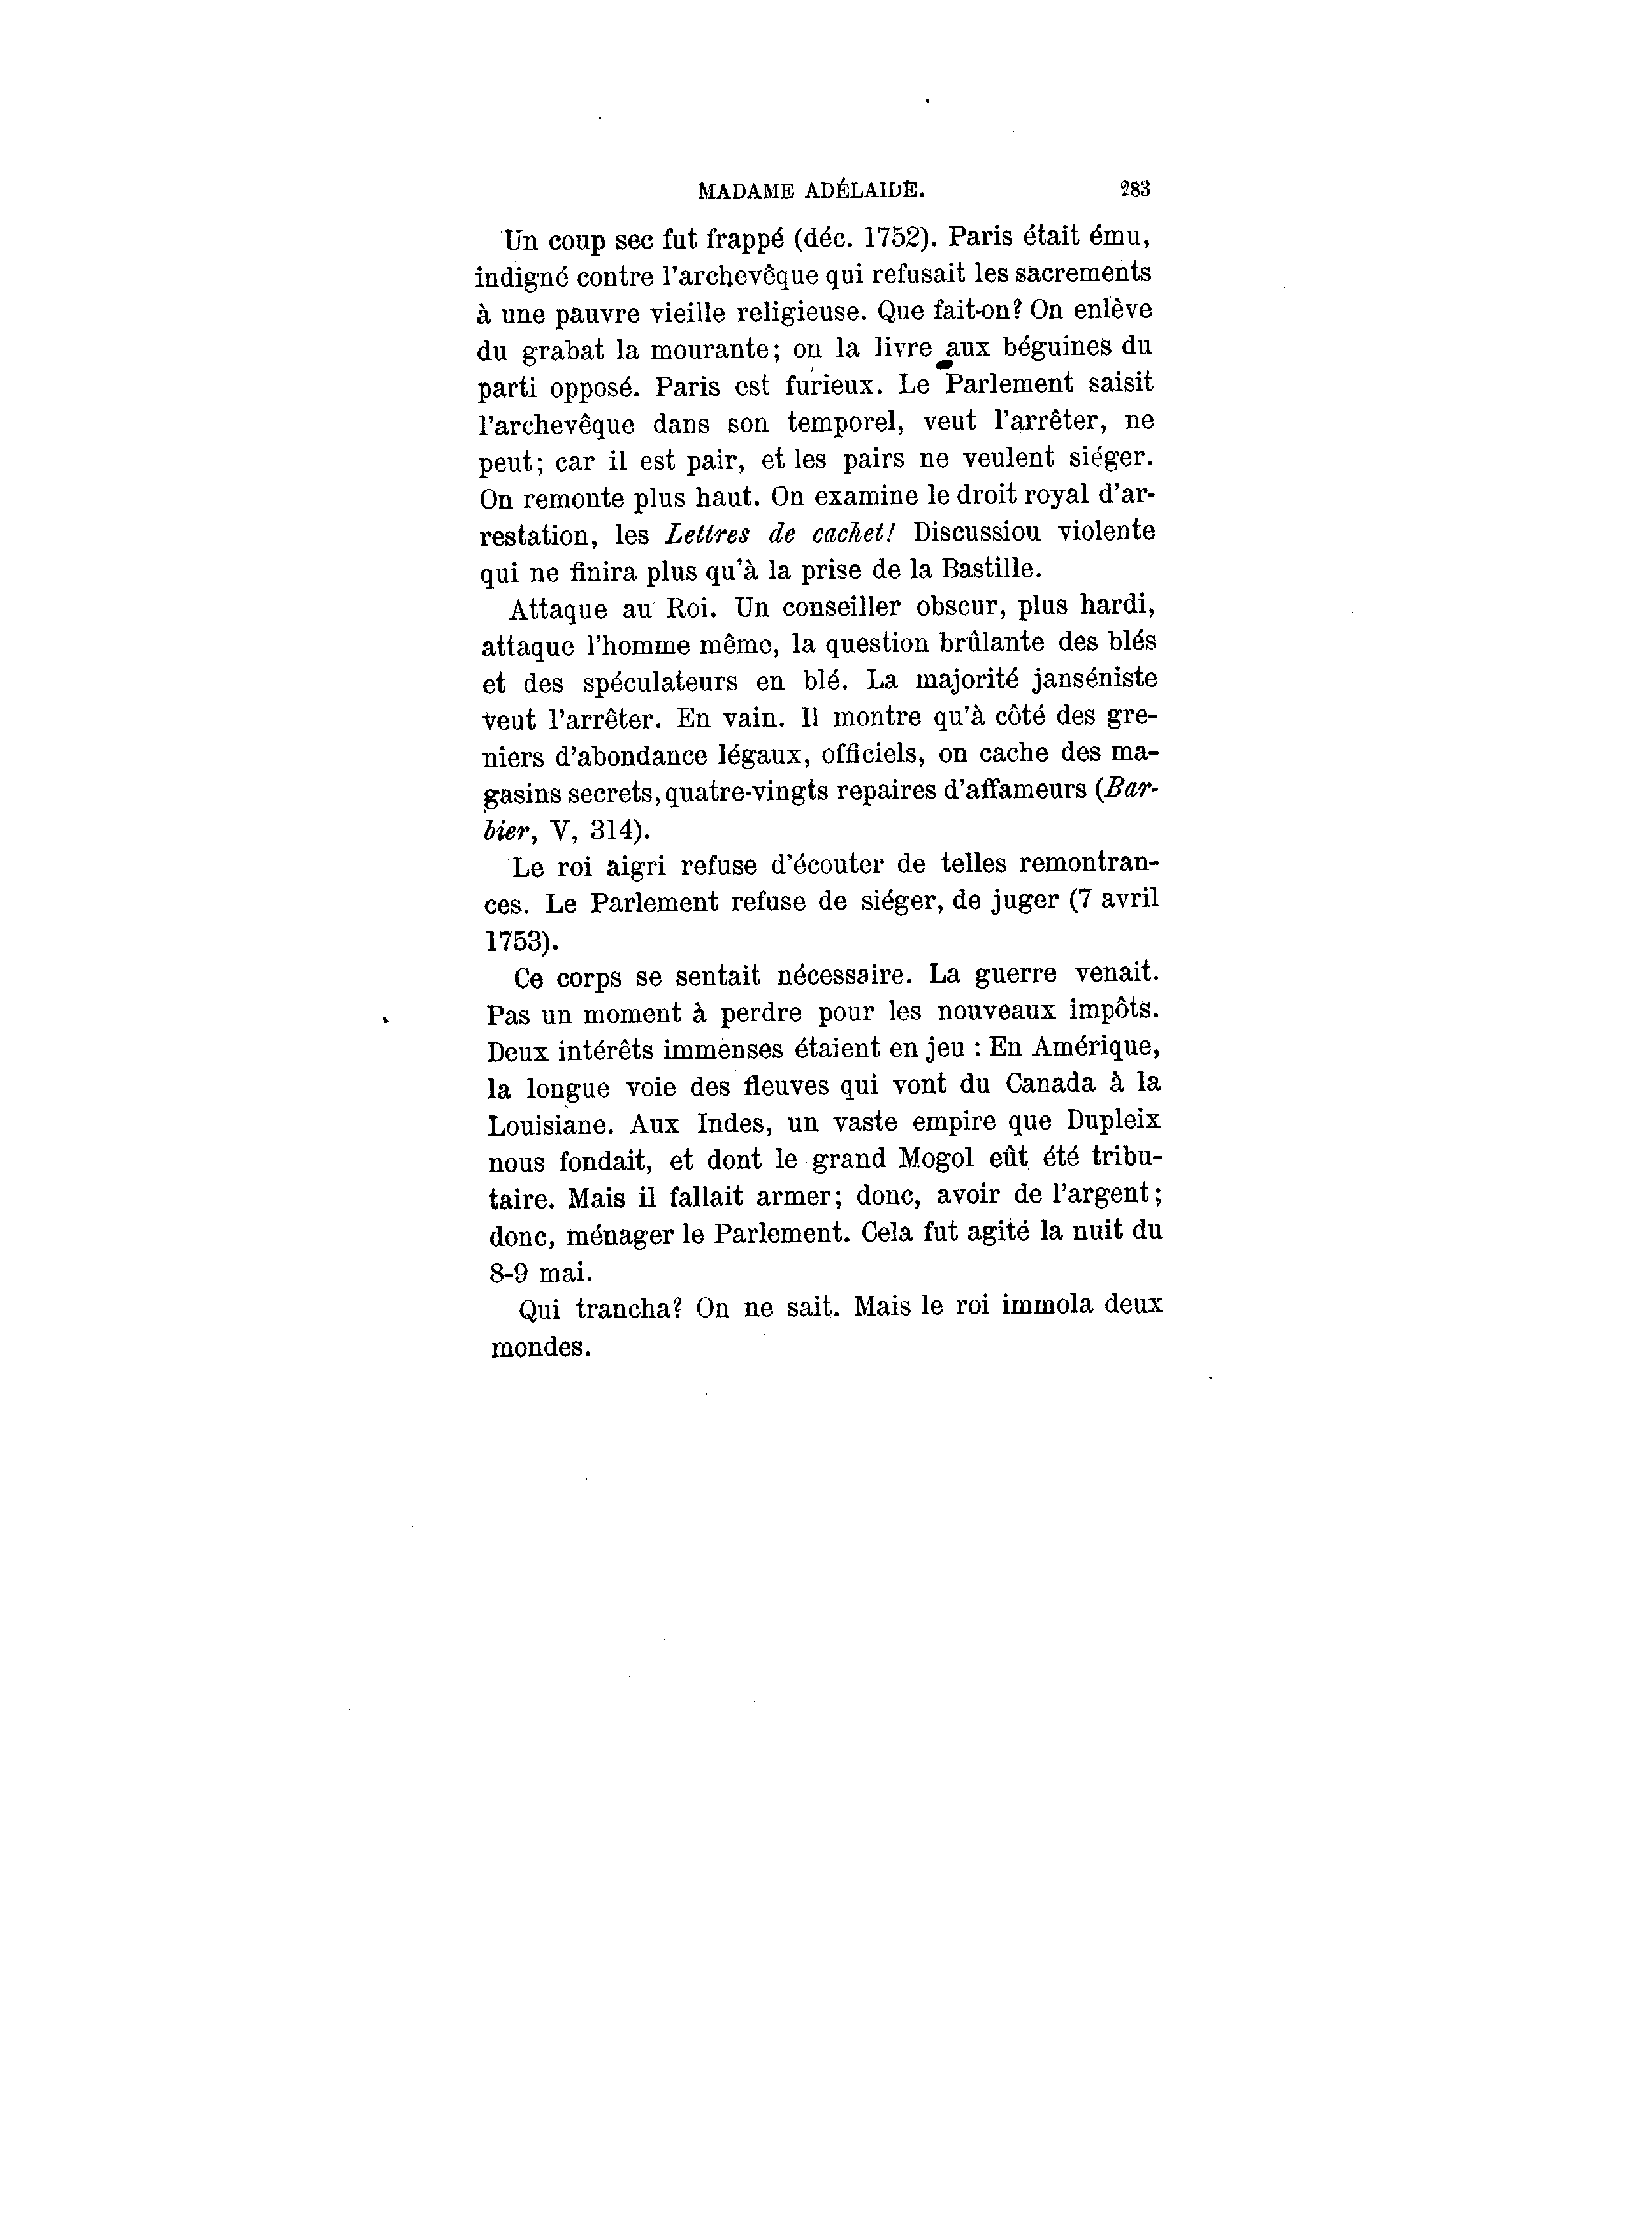 MADAME ADÉLAIDE. 283
Un coup sec fut frappé (déc. 1752). Paris était ému,
indigné contre l'archevêque qui refusait les sacrements
à une pauvre vieille religieuse. Que fait-on? On enlève
du grabat la mourante; on la livre aux béguines du
parti opposé. Paris est furieux. Le Parlement saisit
l'archevêque dans son temporel, veut l'arrêter, ne
peut; car il est pair, et les pairs ne veulent siéger.
On remonte plus haut. On examine le droit royal d'ar-
restation, les Lettres de cachet! Discussiou violente
qui ne finira plus qu'à la prise de la Bastille.
Attaque au Roi. Un conseiller obscur, plus hardi,
attaque l'homme même, la question brûlante des blés
et des spéculateurs en blé. La majorité janséniste
veut l'arrêter. En vain. Il montre qu'à côté des gre-
niers d'abondance légaux, officiels, on cache des ma-
gasins secrets, quatre-vingts repaires d'affameurs (Bar-
bier, V, 314).
Le roi aigri refuse d'écouter de telles remontran-
ces. Le Parlement refuse de siéger, de juger (7 avril
1753).
Ce corps se sentait nécessaire. La guerre venait.
Pas un moment à perdre pour les nouveaux impôts.
Deux intérêts immenses étaient en jeu : En Amérique,
la longue voie des fleuves qui vont du Canada à la
Louisiane. Aux Indes, un vaste empire que Dupleix
nous fondait, et dont le grand Mogol eût été tribu-
taire. Mais il fallait armer; donc, avoir de l'argent;
donc, ménager le Parlement. Cela fut agité la nuit du
8-9 mai.
Qui trancha? On ne sait. Mais le roi immola deux
mondes.